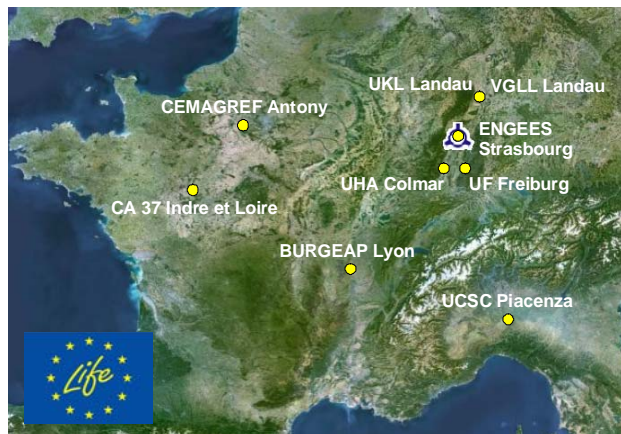 UKL Landau
VGLL Landau
CEMAGREF Antony
ENGEES
Strasbourg
UHA Colmar
UF Freiburg
CA 37 Indre et Loire
BURGEAP Lyon
UCSC Piacenza
Life